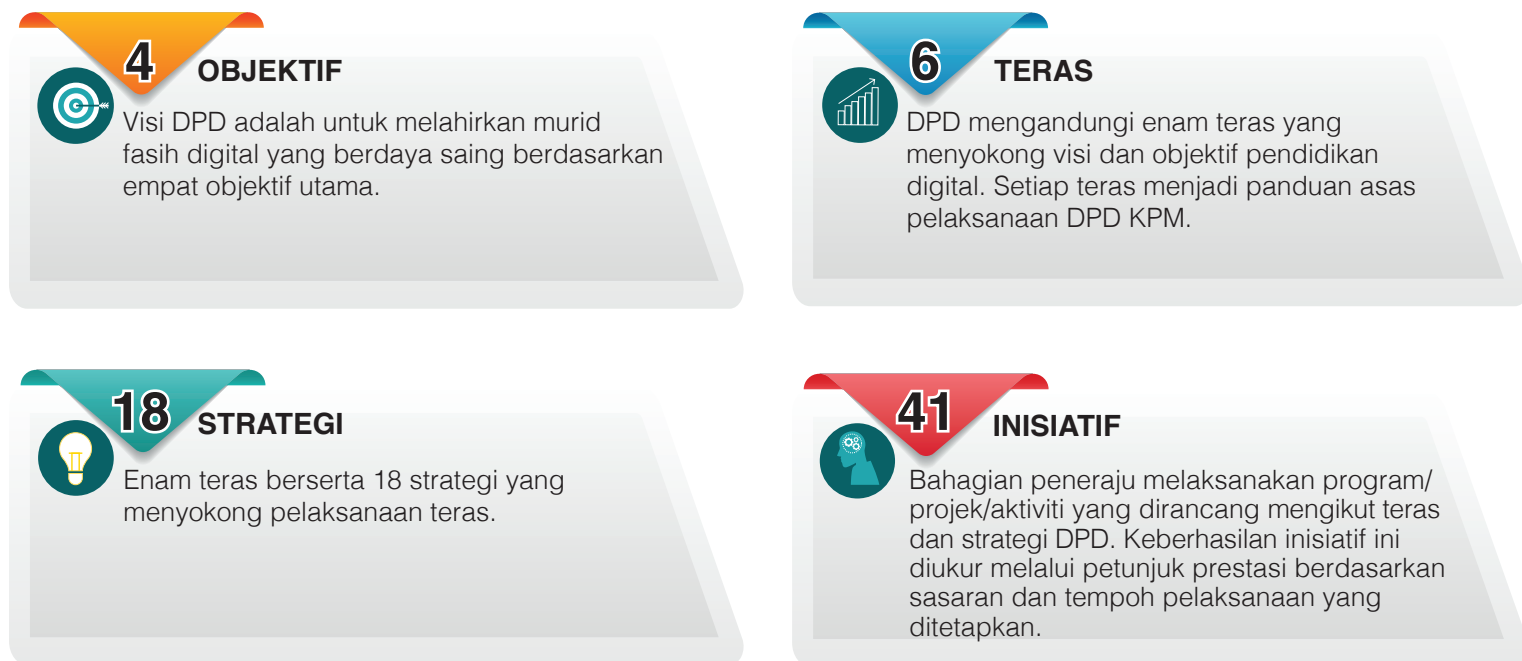 4
OBJEKTIF
Visi DPD adalah untuk melahirkan murid
fasih digital yang berdaya saing berdasarkan
empat objektif utama.
6
TERAS
DPD mengandungi enam teras yang
menyokong visi dan objektif pendidikan
digital. Setiap teras menjadi panduan asas
pelaksanaan DPD KPM.
18
STRATEGI
Enam teras berserta 18 strategi yang
menyokong pelaksanaan teras.
41
INISIATIF
Bahagian peneraju melaksanakan program/
projek/aktiviti yang dirancang mengikut teras
dan strategi DPD. Keberhasilan inisiatif ini
diukur melalui petunjuk prestasi berdasarkan
sasaran dan tempoh pelaksanaan yang
ditetapkan.